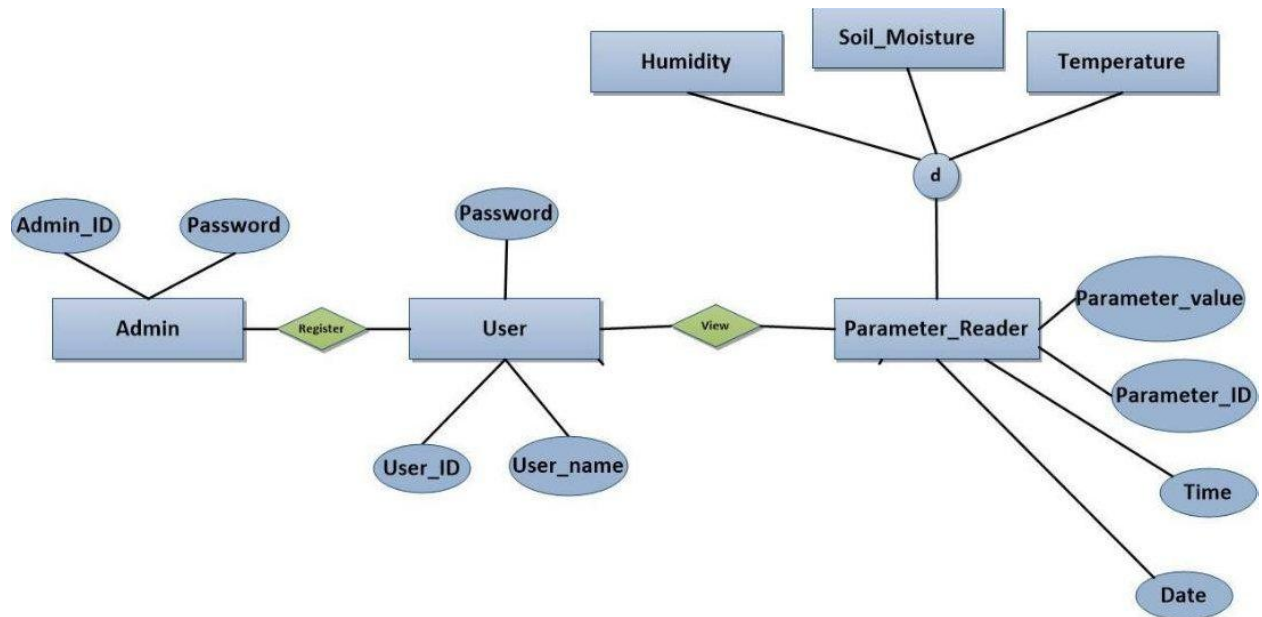 Soil_Moisture
Humidity
Temperature
d
Admin_ID
Password
Password
Parameter_value
Admin
Register
User
View
Parameter_Reader
Parameter_ID
User_ID
User_name
Time
Date